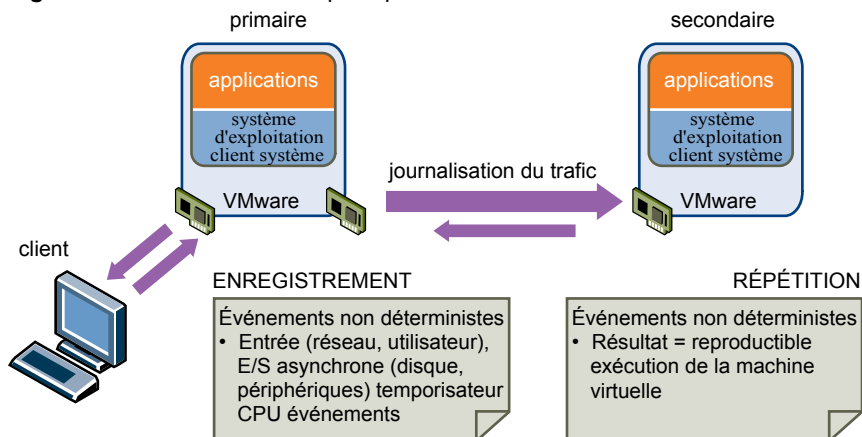 primaire
secondaire
applications
système
d'exploitation
client système
VMware
applications
système
d'exploitation
client système
VMware
journalisation du trafic
client
ENREGISTREMENT
Événements non déterministes
• Entrée (réseau, utilisateur),
E/S asynchrone (disque,
périphériques) temporisateur
CPU événements
RÉPÉTITION
Événements non déterministes
• Résultat = reproductible
exécution de la machine
virtuelle